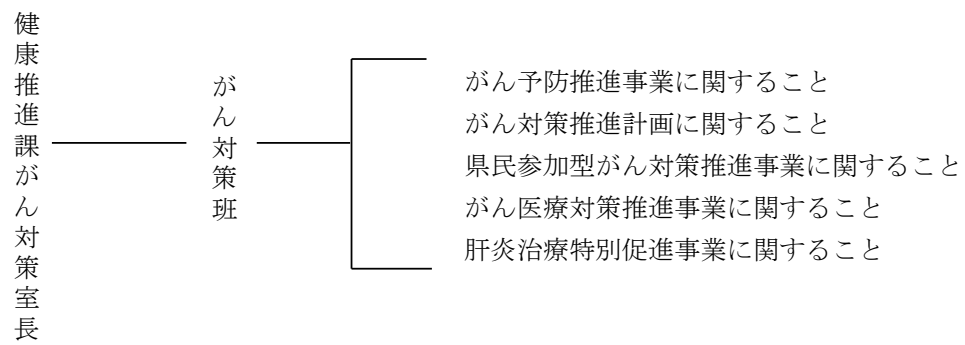 健康推進課がん対策室長
がん対策班
がん予防推進事業に関すること
がん対策推進計画に関すること
県民参加型がん対策推進事業に関すること
がん医療対策推進事業に関すること
肝炎治療特別促進事業に関すること